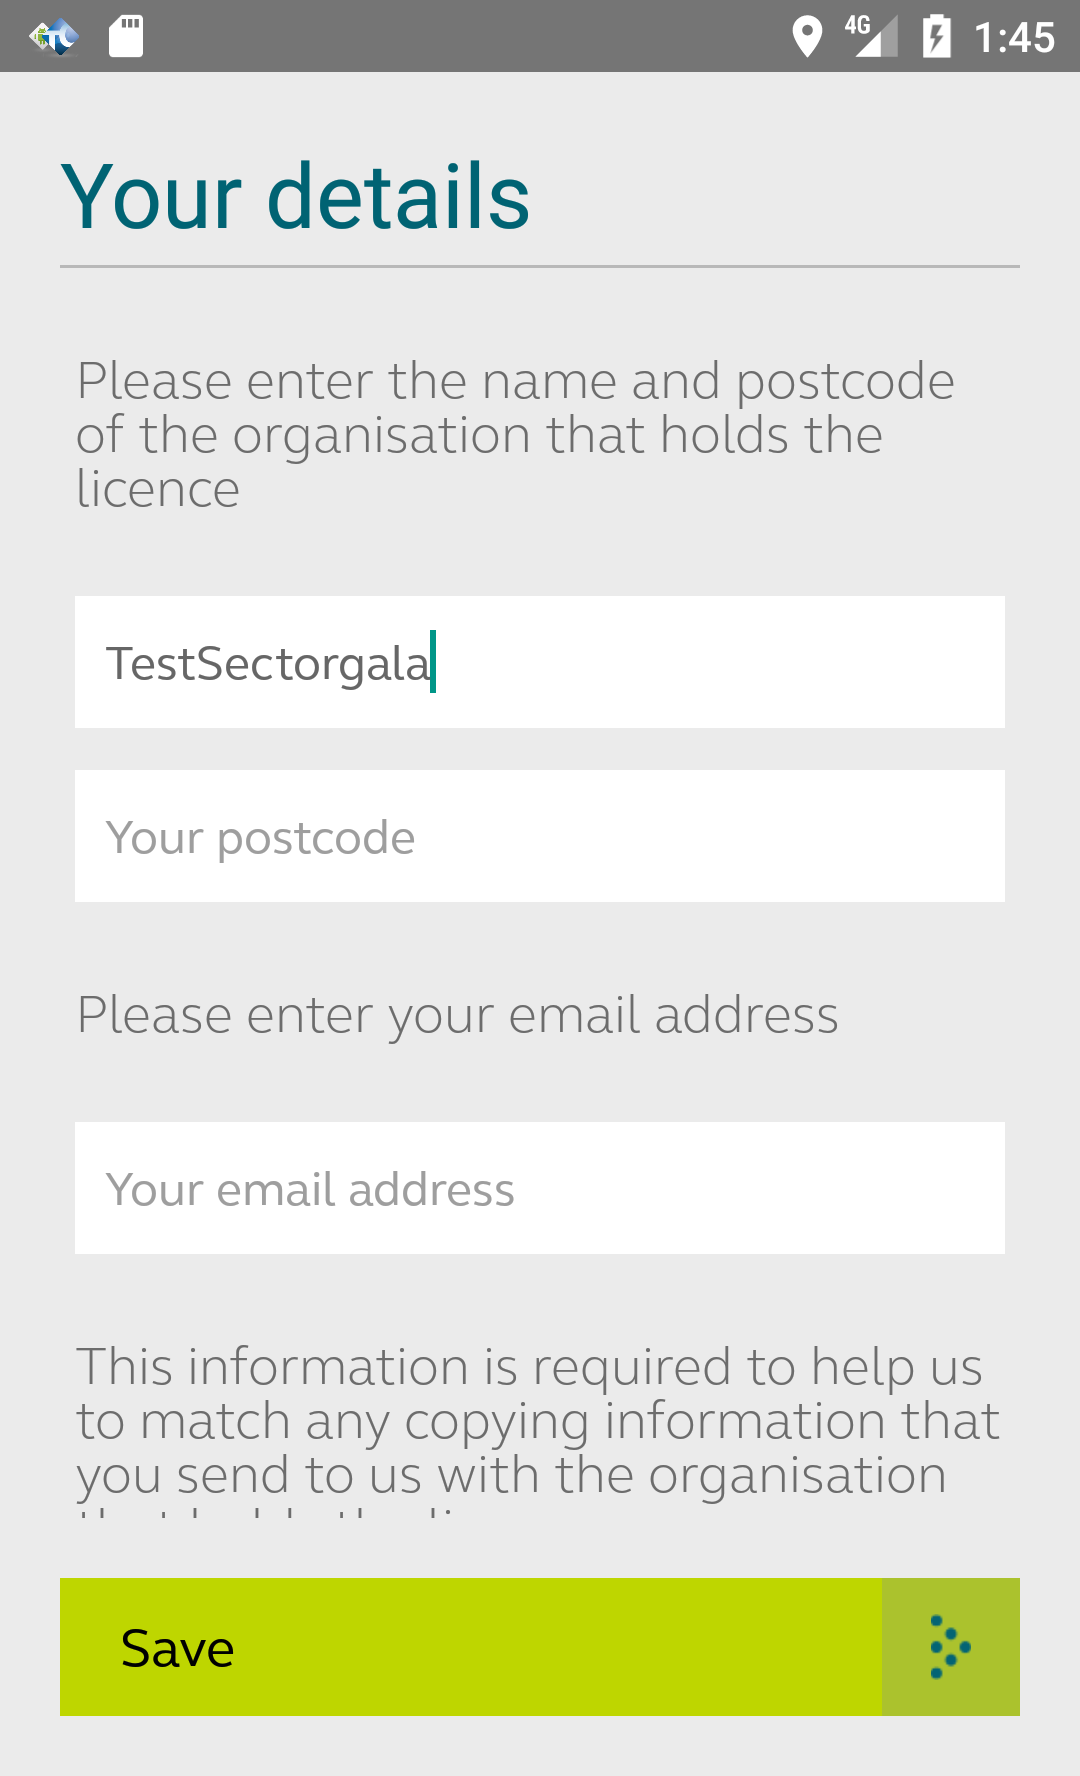 4G 1:45
Your details
Please enter the name and postcode
of the organisation that holds the
licence
TestSectorgala
Your postcode
Please enter your email address
Your email address
This information is required to help us
to match any copying information that
you send to us with the organisation
Save